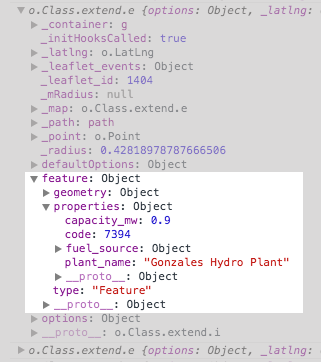 ▼ o.Class.extend.e {options: Object, _latlng:
▶ _container: g
_initHooksCalled: true
▶ _latlng: o.LatLng
▶ _leaflet_events: Object
_leaflet_id: 1404
_mRadius: null
▶ _map: o.Class.extend.e
▶ _path: path
▶ _point: o.Point
_radius: 0.42818978787666506
▶ defaultOptions: Object
▼ feature: Object
▶ geometry: Object
▼ properties: Object
capacity_mw: 0.9
code: 7394
▶ fuel_source: Object
plant_name: "Gonzales Hydro Plant"
▶ __proto__: Object
type: "Feature"
▶ __proto__: Object
▶ options: Object
▶ __proto__: o.Class.extend.i
▶ o.Class.extend.e {options: Object, _latlng: